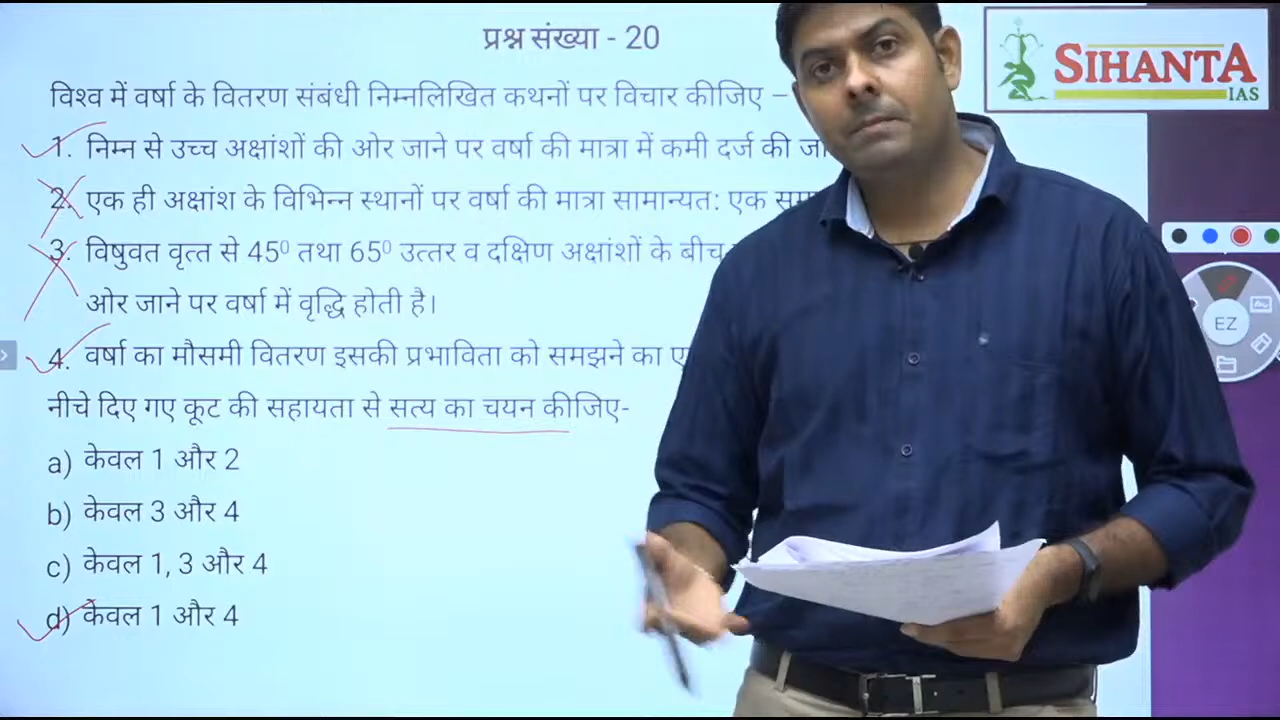 प्रश्न संख्या - 20
SIHANTA
IAS
विश्व में वर्षा के वितरण संबंधी निम्नलिखित कथनों पर विचार कीजिए –
1. निम्न से उच्च अक्षांशों की ओर जाने पर वर्षा की मात्रा में कमी दर्ज की
2. एक ही अक्षांश के विभिन्न स्थानों पर वर्षा की मात्रा सामान्यत: एक
3. विषुवत वृत्त से 45⁰ तथा 65⁰ उत्तर व दक्षिण अक्षांशों के बीच
ओर जाने पर वर्षा में वृद्धि होती है।
4. वर्षा का मौसमी वितरण इसकी प्रभाविता को समझने का
नीचे दिए गए कूट की सहायता से सत्य का चयन कीजिए-
a) केवल 1 और 2
b) केवल 3 और 4
c) केवल 1, 3 और 4
d) केवल 1 और 4
EZ